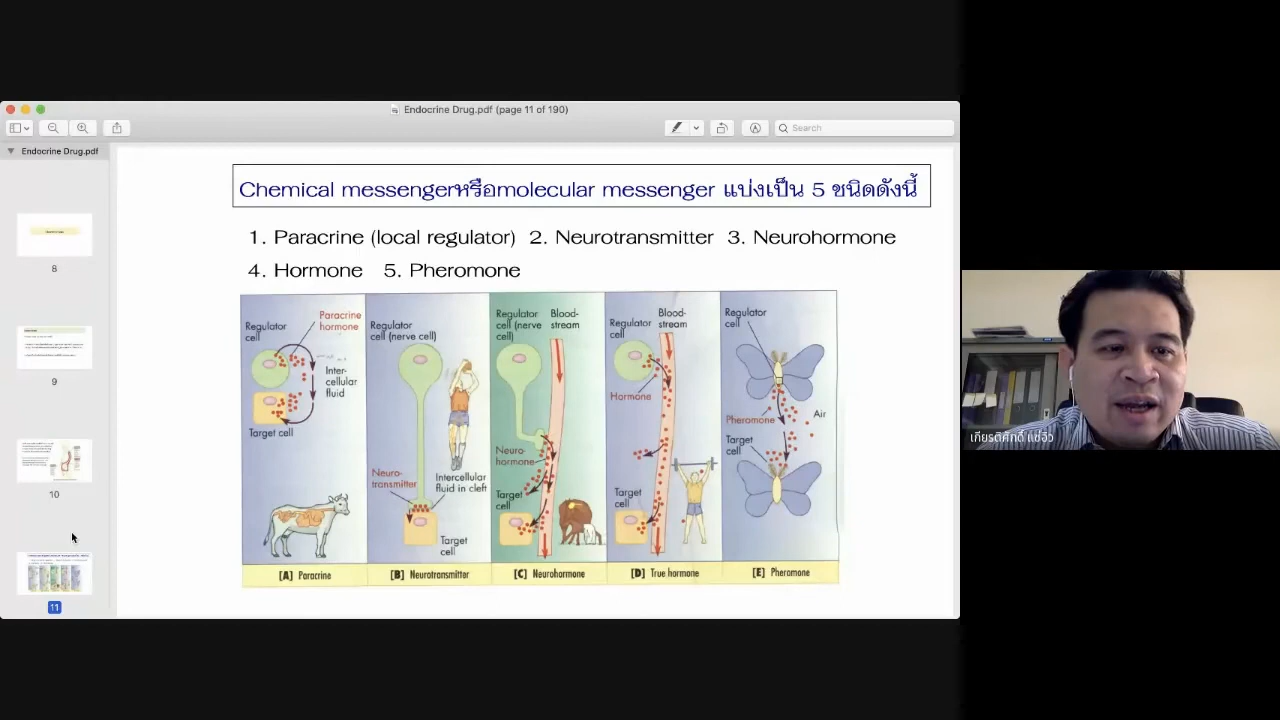 Endocrine Drug.pdf (page 11 of 190)
Search
Endocrine Drug.pdf
8
9
10
11
Chemical messengerหรือmolecular messenger แบ่งเป็น 5 ชนิดดังนี้
1. Paracrine (local regulator) 2. Neurotransmitter 3. Neurohormone
4. Hormone 5. Pheromone
Regulator
cell
Paracrine
hormone
Inter-
cellular
fluid
Target cell
[A] Paracrine
Regulator
cell (nerve cell)
Neuro-
transmitter
Intercellular
fluid in cleft
Target
cell
[B] Neurotransmitter
Regulator
cell (nerve
cell)
Blood-
stream
Neuro-
hormone
Target
cell
[C] Neurohormone
Regulator
cell
Blood-
stream
Hormone
Target
cell
[D] True hormone
Regulator
cell
Pheromone
Air
Target
cell
[E] Pheromone
เกียรติศักดิ์ แซ่อิ๋ว